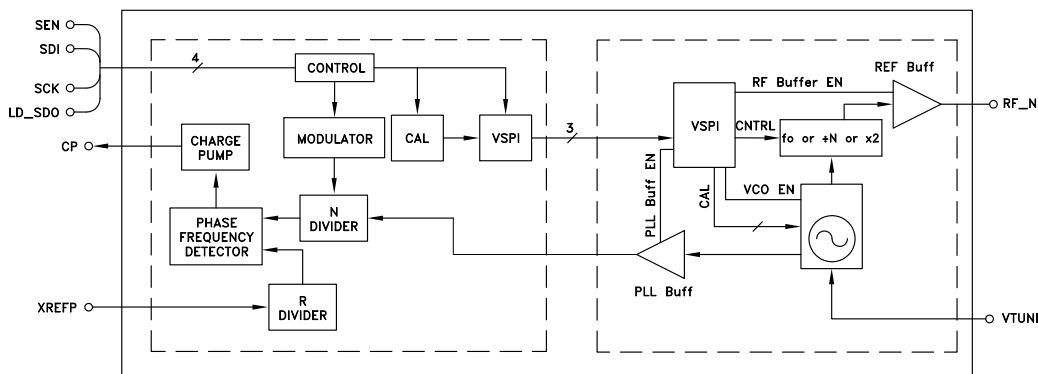 SEN
SDI
SCK
LD_SDO
CP
XREFP
4
CONTROL
MODULATOR
CAL
VSPI
CHARGE
PUMP
N
DIVIDER
PHASE
FREQUENCY
DETECTOR
R
DIVIDER
3
VSPI
RF Buffer EN
CNTRL
REF Buff
fo or ÷N or x2
PLL Buff EN
CAL
VCO EN
PLL Buff
RF_N
VTUNE